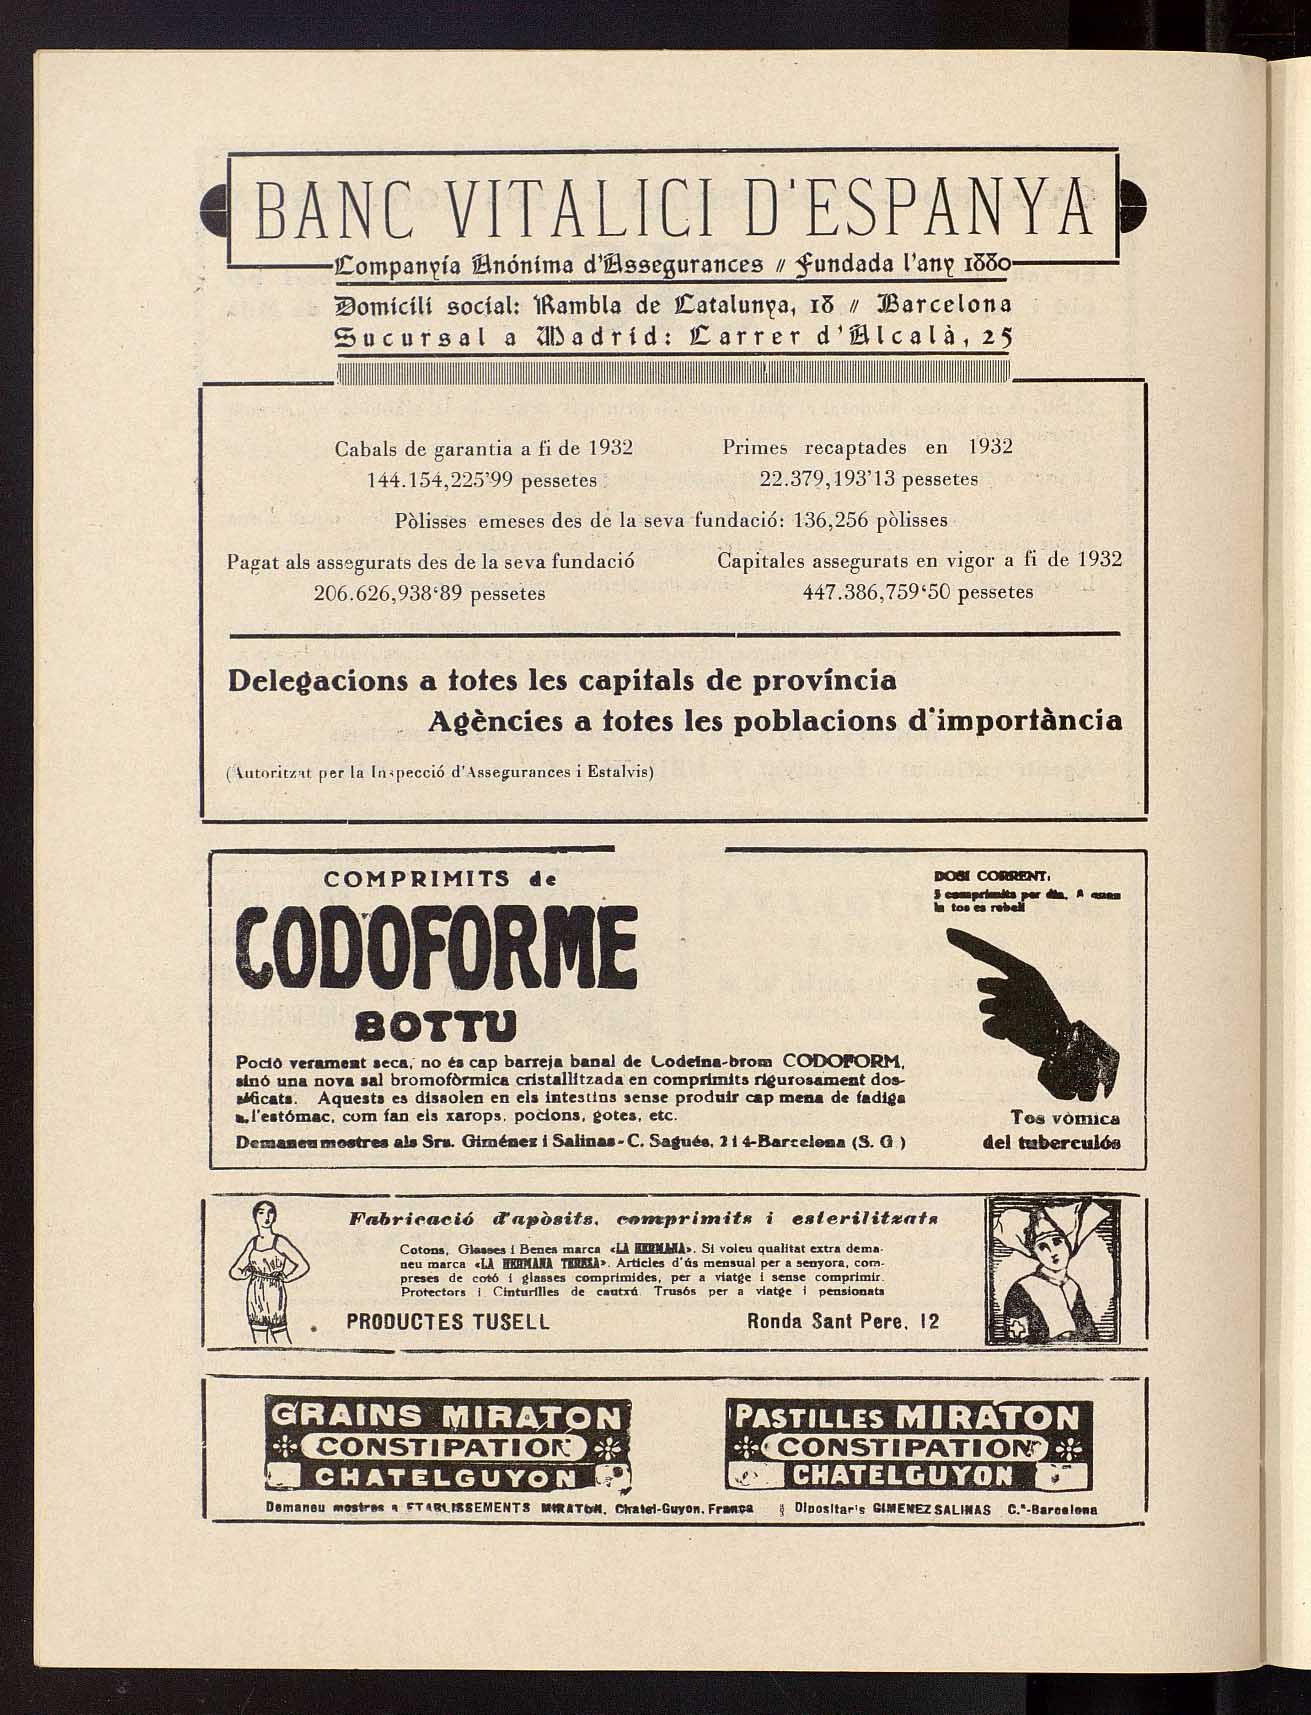 BANC VITALICI D'ESPANYA
Companyía Anónima d'Assegurances // Fundada l'any 1880
Domicili social: Rambla de Catalunya, 18 // Barcelona
Sucursal a Madrid: Carrer d'Alcalà, 25
Cabals de garantia a fi de 1932
144.154,225'99 pessetes
Primes recaptades en 1932
22.379,193'13 pessetes
Pòlisses emeses des de la seva fundació: 136,256 pòlisses
Pagat als assegurats des de la seva fundació
206.626,938‘89 pessetes
Capitales assegurats en vigor a fi de 1932
447.386,759‘50 pessetes
Delegacions a totes les capitals de província
Agències a totes les poblacions d'importància
(Autoritzat per la Inspecció d'Assegurances i Estalvis)
COMPRIMITS de
CODOFORME
BOTTU
Poció verament seca, no és cap barreja banal de Codeína-brom CODOFORM,
sinó una nova sal bromofòrmica cristallitzada en comprimits rigurosament dos-
sificats. Aquests es dissolen en els intestins sense produir cap mena de fadiga
a l'estómac, com fan els xarops, pocions, gotes, etc.
Demaneu mostres als Srs. Giménez i Salinas-C. Sagués, 2 i 4-Barcelona (S. G.)
DOSI CORRENT:
5 comprimits per dia. A
la tos es rebell
Tos vòmica
del tuberculós
Fabricació d'apòsits, comprimits i esterilitzats
Cotons, Glasses i Benes marca «LA HERMANA». Si voleu qualitat extra dema-
neu marca «LA HERMANA TERESA». Articles d'ús mensual per a senyora, com-
preses de cotó i glasses comprimides, per a viatge i sense comprimir.
Protectors i Cinturilles de cautxú. Trusós per a viatge i pensionats
PRODUCTES TUSELL
Ronda Sant Pere, 12
GRAINS MIRATON
CONSTIPATION
CHATELGUYON
PASTILLES MIRATON
CONSTIPATION
CHATELGUYON
Demaneu mostres a ETABLISSEMENTS MIRATON, Chatel-Guyon, França
Dipositaris GIMENEZ SALINAS C.ª-Barcelona